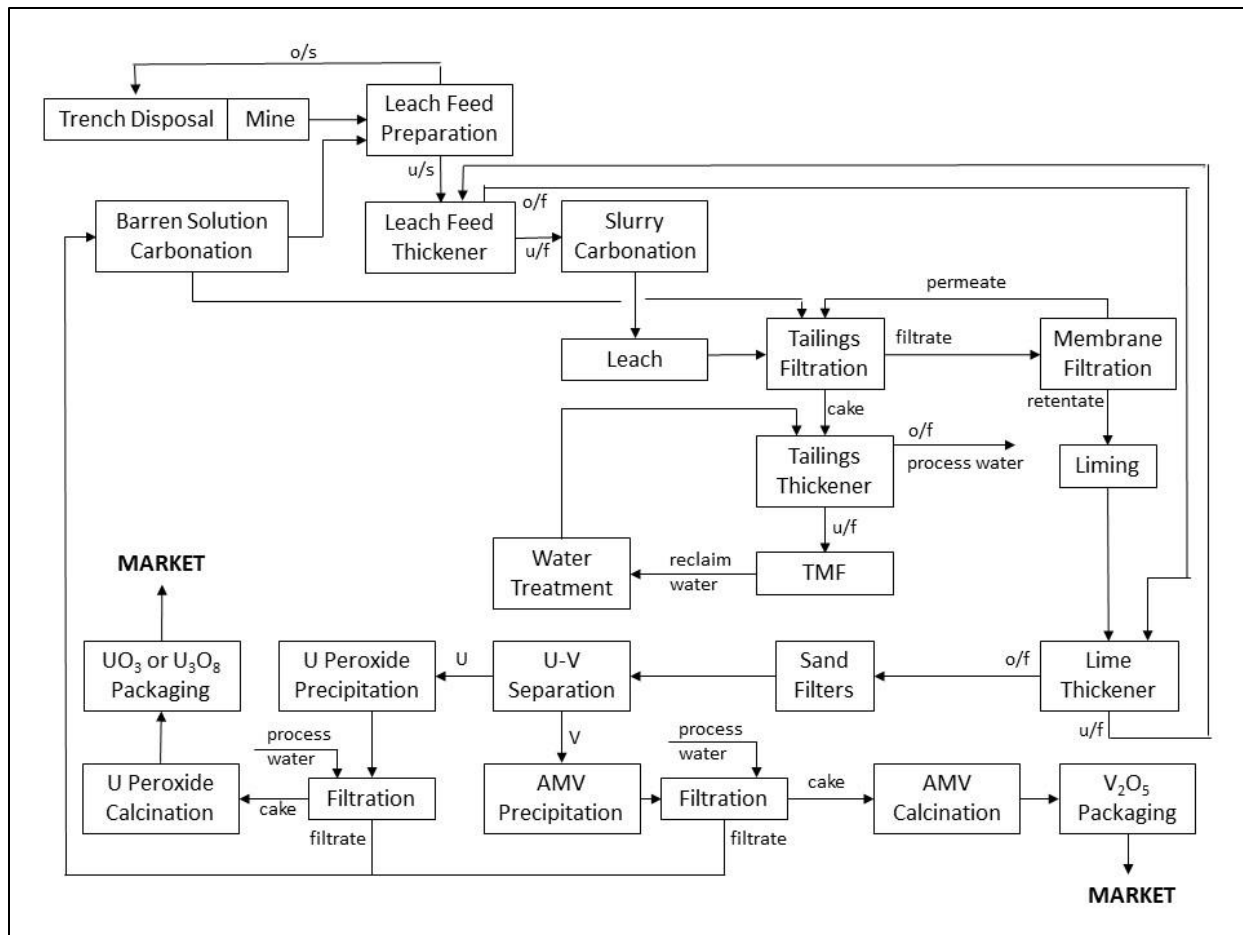 o/s
Trench Disposal
Mine
Leach Feed
Preparation
u/s
Barren Solution
Carbonation
Leach Feed
Thickener
o/f
u/f
Slurry
Carbonation
permeate
Leach
Tailings
Filtration
filtrate
Membrane
Filtration
cake
retentate
Tailings
Thickener
o/f
process water
Liming
u/f
Water
Treatment
reclaim
water
TMF
MARKET
UO₃ or U₃O₈
Packaging
U Peroxide
Precipitation
U
U-V
Separation
Sand
Filters
o/f
Lime
Thickener
u/f
V
process
water
process
water
U Peroxide
Calcination
cake
Filtration
filtrate
AMV
Precipitation
Filtration
cake
filtrate
AMV
Calcination
V₂O₅
Packaging
MARKET